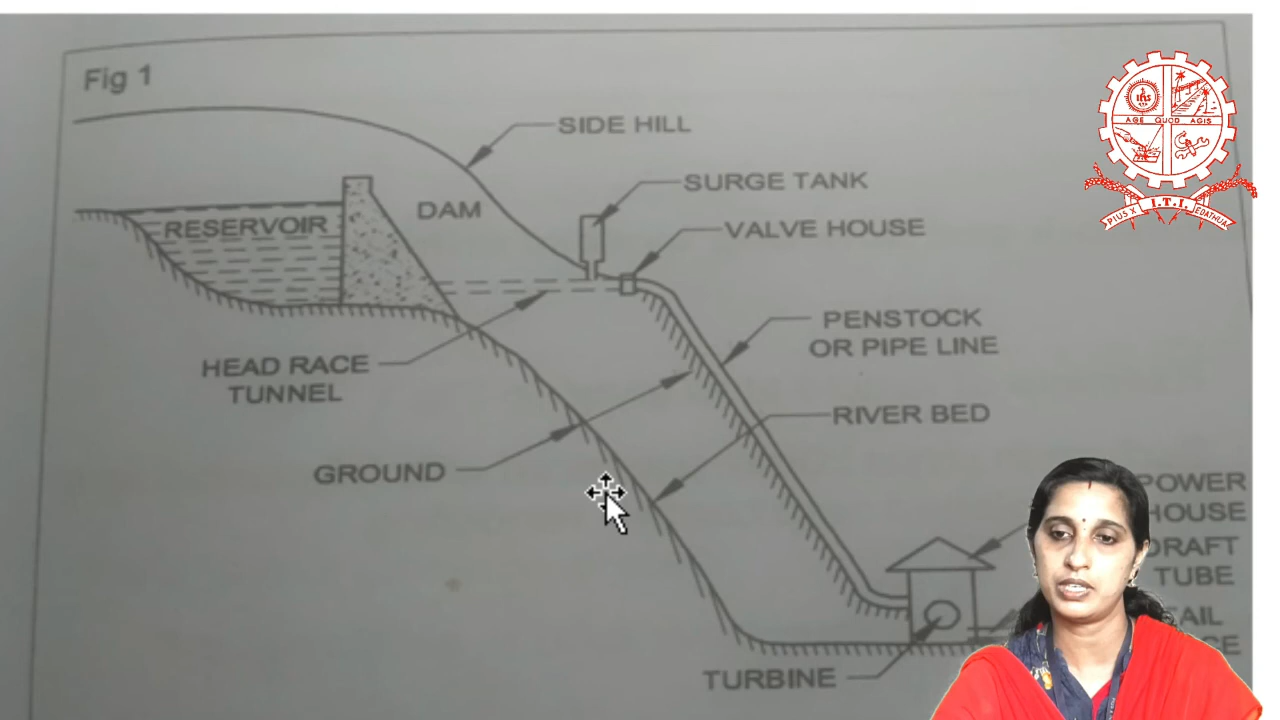 Fig 1
SIDE HILL
SURGE TANK
DAM
RESERVOIR
VALVE HOUSE
PENSTOCK
OR PIPE LINE
HEAD RACE
TUNNEL
RIVER BED
GROUND
POWER
HOUSE
DRAFT
TUBE
TURBINE
AGE QUOD AGIS
PIUS X I.T.I. EDATHUA